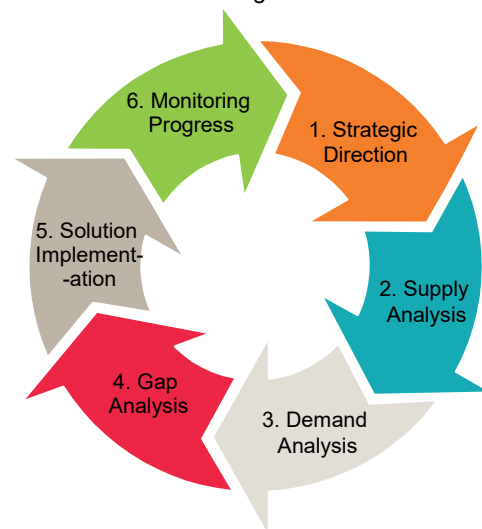 1. Strategic
Direction
2. Supply
Analysis
3. Demand
Analysis
4. Gap
Analysis
5. Solution
Implement-
-ation
6. Monitoring
Progress